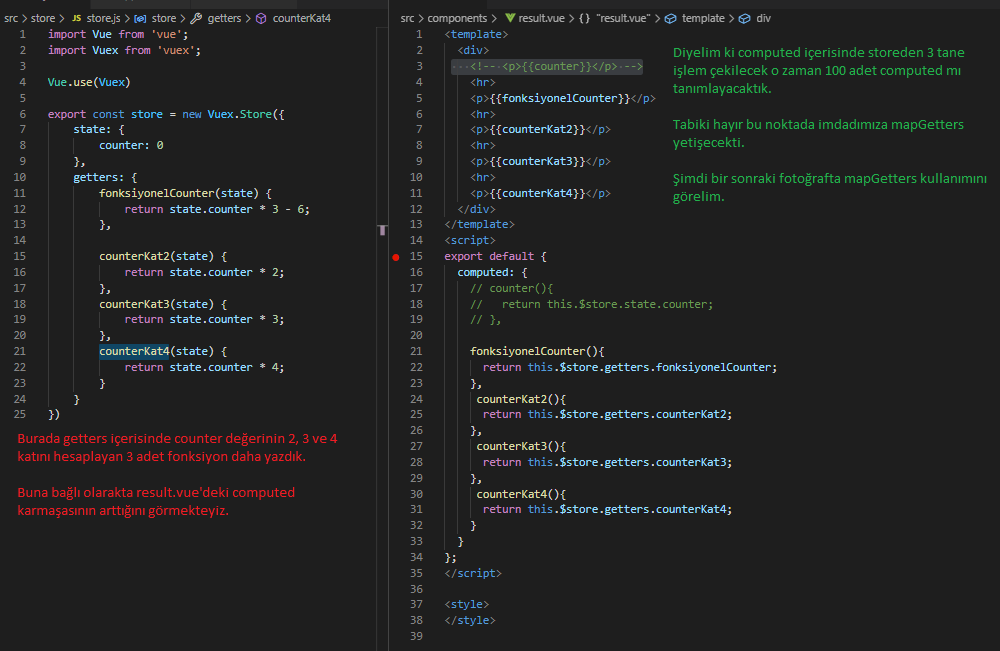 src > store > JS store.js > store > getters > counterKat4
1 import Vue from 'vue';
2 import Vuex from 'vuex';
3
4 Vue.use(Vuex)
5
6 export const store = new Vuex.Store({
7 state: {
8 counter: 0
9 },
10 getters: {
11 fonksiyonelCounter(state) {
12 return state.counter * 3 - 6;
13 },
14
15 counterKat2(state) {
16 return state.counter * 2;
17 },
18 counterKat3(state) {
19 return state.counter * 3;
20 },
21 counterKat4(state) {
22 return state.counter * 4;
23 }
24 }
25 })
Burada getters içerisinde counter değerinin 2, 3 ve 4
katını hesaplayan 3 adet fonksiyon daha yazdık.
Buna bağlı olarakta result.vue'deki computed
karmaşasının arttığını görmekteyiz.
src > components > result.vue > {} "result.vue" > template > div
1 <template>
2 <div>
3 <!-- <p>{{counter}}</p> -->
4 <hr>
5 <p>{{fonksiyonelCounter}}</p>
6 <hr>
7 <p>{{counterKat2}}</p>
8 <hr>
9 <p>{{counterKat3}}</p>
10 <hr>
11 <p>{{counterKat4}}</p>
12 </div>
13 </template>
14 <script>
15 export default {
16 computed: {
17 // counter(){
18 // return this.$store.state.counter;
19 // },
20
21 fonksiyonelCounter(){
22 return this.$store.getters.fonksiyonelCounter;
23 },
24 counterKat2(){
25 return this.$store.getters.counterKat2;
26 },
27 counterKat3(){
28 return this.$store.getters.counterKat3;
29 },
30 counterKat4(){
31 return this.$store.getters.counterKat4;
32 }
33 }
34 };
35 </script>
36
37 <style>
38 </style>
39
Diyelim ki computed içerisinde storeden 3 tane
işlem çekilecek o zaman 100 adet computed mı
tanımlayacaktık.
Tabiki hayır bu noktada imdadımıza mapGetters
yetişecekti.
Şimdi bir sonraki fotoğrafta mapGetters kullanımını
görelim.